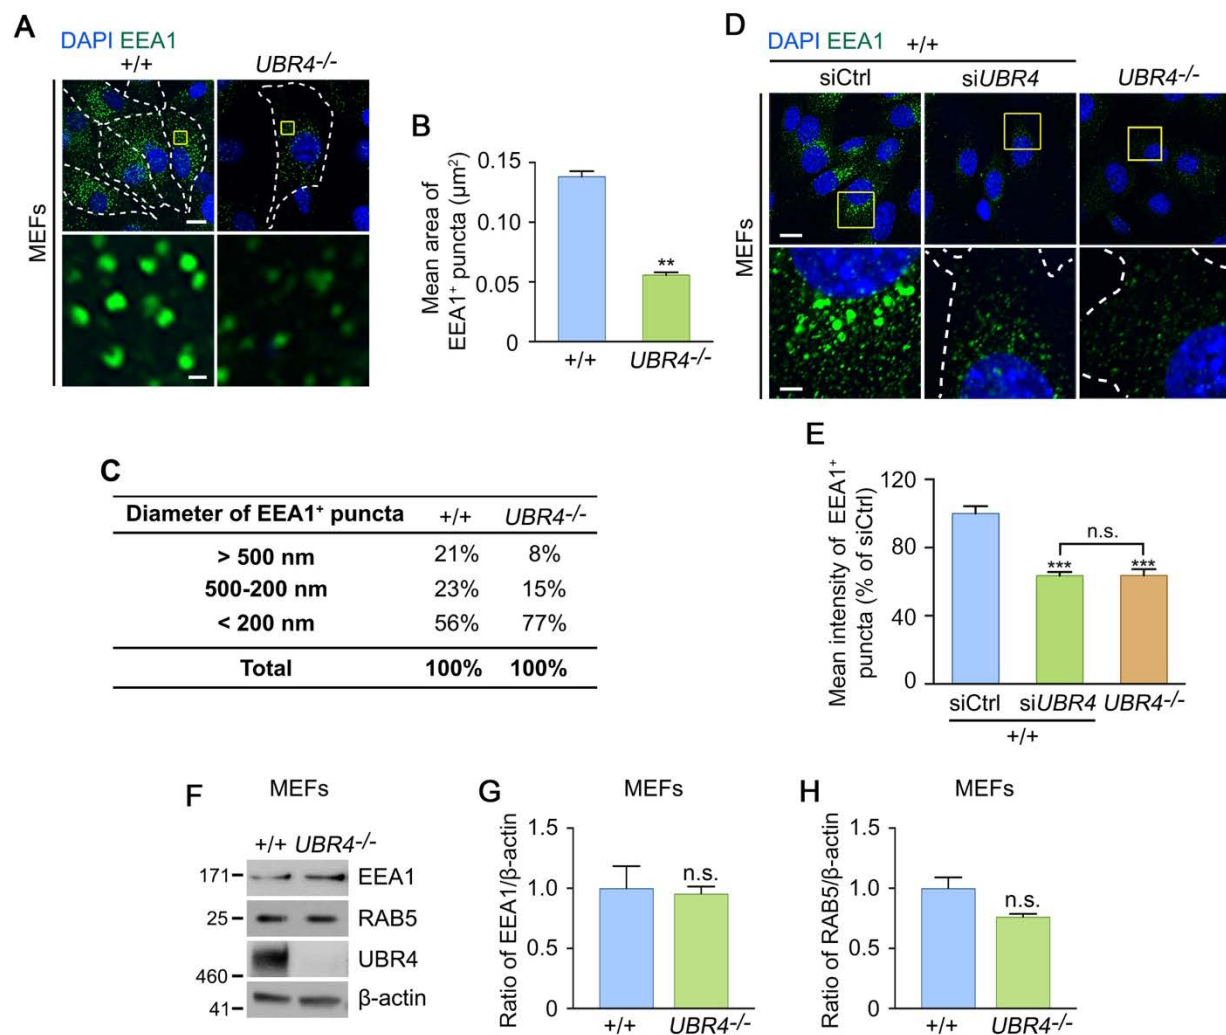 A
DAPI EEA1
+/+ UBR4-/-
MEFs
B
Mean area of
EEA1+ puncta (μm2)
0.15
0.10
0.05
0
**
+/+ UBR4-/-
C
Diameter of EEA1+ puncta +/+ UBR4-/-
> 500 nm 21% 8%
500-200 nm 23% 15%
< 200 nm 56% 77%
Total 100% 100%
D
DAPI EEA1 +/+
siCtrl siUBR4 UBR4-/-
MEFs
E
Mean intensity of EEA1+
puncta (% of siCtrl)
120
80
40
0
n.s.
*** ***
siCtrl siUBR4 UBR4-/-
+/+
F
MEFs
+/+ UBR4-/-
171 EEA1
25 RAB5
UBR4
460
β-actin
41
G
MEFs
Ratio of EEA1/β-actin
1.5
1.0
0.5
0
n.s.
+/+ UBR4-/-
H
MEFs
Ratio of RAB5/β-actin
1.5
1.0
0.5
0
n.s.
+/+ UBR4-/-